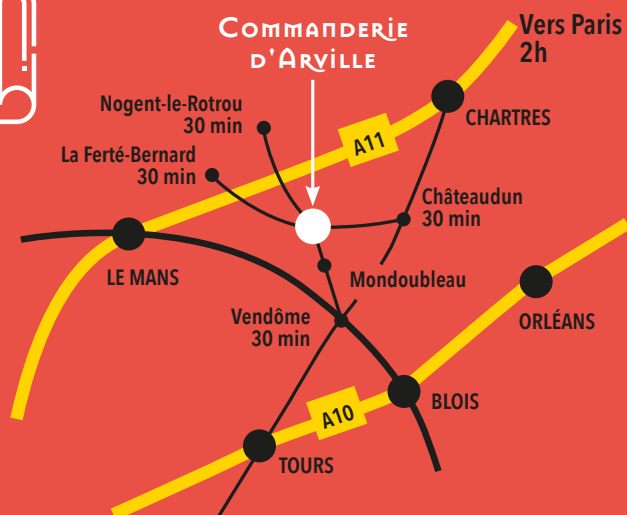 Commanderie
d'Arville
Vers Paris
2h
Nogent-le-Rotrou
30 min
CHARTRES
A11
La Ferté-Bernard
30 min
Châteaudun
30 min
LE MANS
Mondoubleau
ORLÉANS
Vendôme
30 min
BLOIS
A10
TOURS